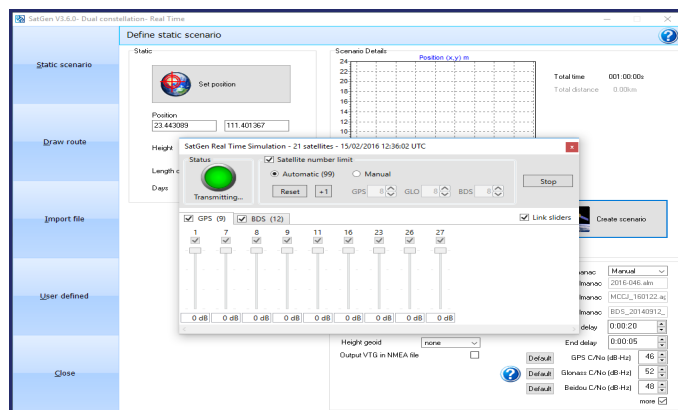 SatGen V3.6.0- Dual constellation- Real Time
Define static scenario
Static scenario
Draw route
Import file
User defined
Close
Static
Set position
Position
23.443089 111.401367
Height
Days
Scenario Details
Position (x,y) m
24
22
20
18
16
14
12
10
Total time 001:00:00s
Total distance 0.00km
SatGen Real Time Simulation - 21 satellites - 15/02/2016 12:36:02 UTC
Status
Transmitting...
Satellite number limit
Automatic (99) Manual
Reset +1 GPS 8 GLO 8 BDS 8
Stop
GPS (9) BDS (12) Link sliders
1 7 8 9 11 16 23 26 27
0 dB 0 dB 0 dB 0 dB 0 dB 0 dB 0 dB 0 dB 0 dB
Create scenario
Manual
2016-046.alm
MCCJ_160122.ag
BDS_20140912_
delay 0:00:20
End delay 0:00:05
Height geoid none
Output VTG in NMEA file
Default GPS C/No (dB-Hz) 46
Default Glonass C/No (dB-Hz) 52
Default Beidou C/No (dB-Hz) 48
more